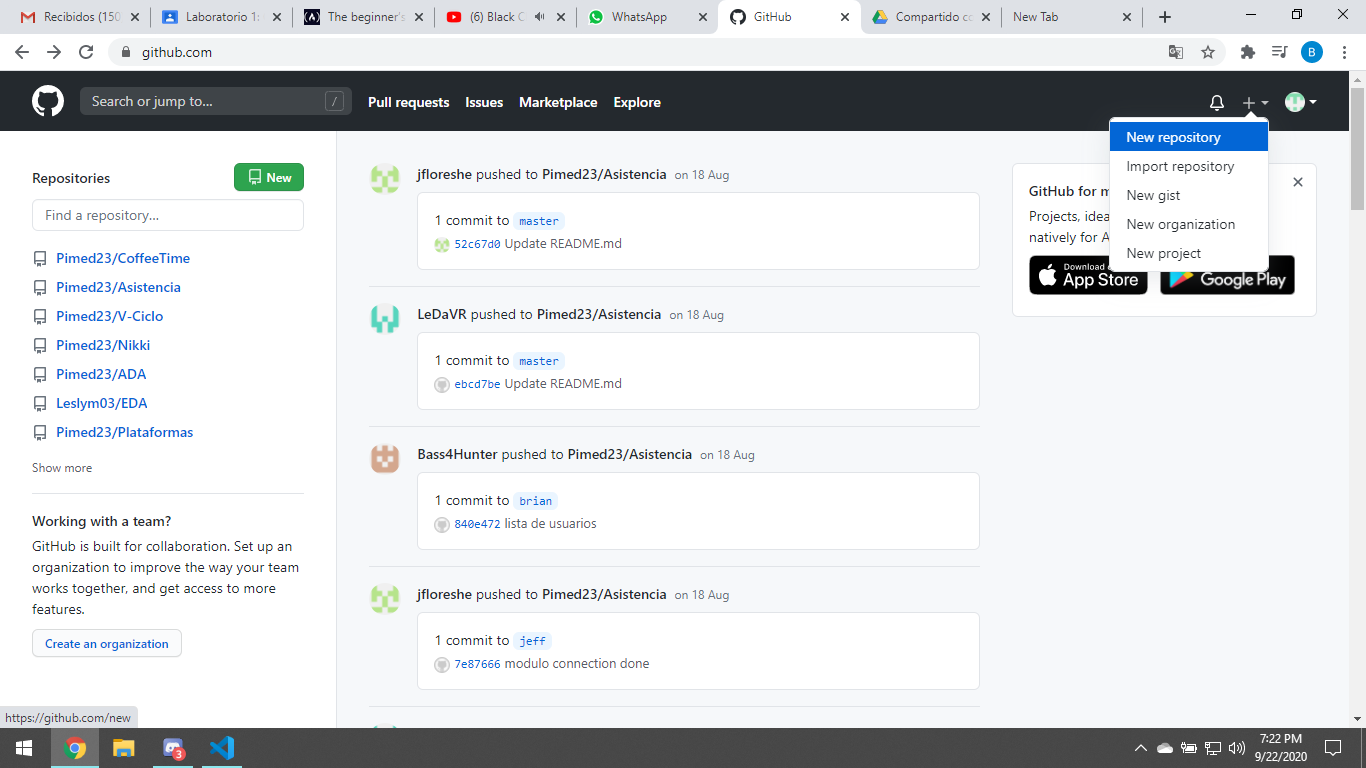 Recibidos (150
Laboratorio 1:
The beginner's
(6) Black C
WhatsApp
GitHub
Compartido co
New Tab
github.com
B
Search or jump to...
/
Pull requests
Issues
Marketplace
Explore
New repository
Import repository
New gist
New organization
New project
Repositories
New
Find a repository...
Pimed23/CoffeeTime
Pimed23/Asistencia
Pimed23/V-Ciclo
Pimed23/Nikki
Pimed23/ADA
Leslym03/EDA
Pimed23/Plataformas
Show more
Working with a team?
GitHub is built for collaboration. Set up an
organization to improve the way your team
works together, and get access to more
features.
Create an organization
jfloreshe pushed to Pimed23/Asistencia on 18 Aug
1 commit to master
52c67d0 Update README.md
LeDaVR pushed to Pimed23/Asistencia on 18 Aug
1 commit to master
ebcd7be Update README.md
Bass4Hunter pushed to Pimed23/Asistencia on 18 Aug
1 commit to brian
840e472 lista de usuarios
jfloreshe pushed to Pimed23/Asistencia on 18 Aug
1 commit to jeff
7e87666 modulo connection done
GitHub for m
Projects, idea
natively for A
Download
App Store
Google Play
https://github.com/new
3
7:22 PM
9/22/2020